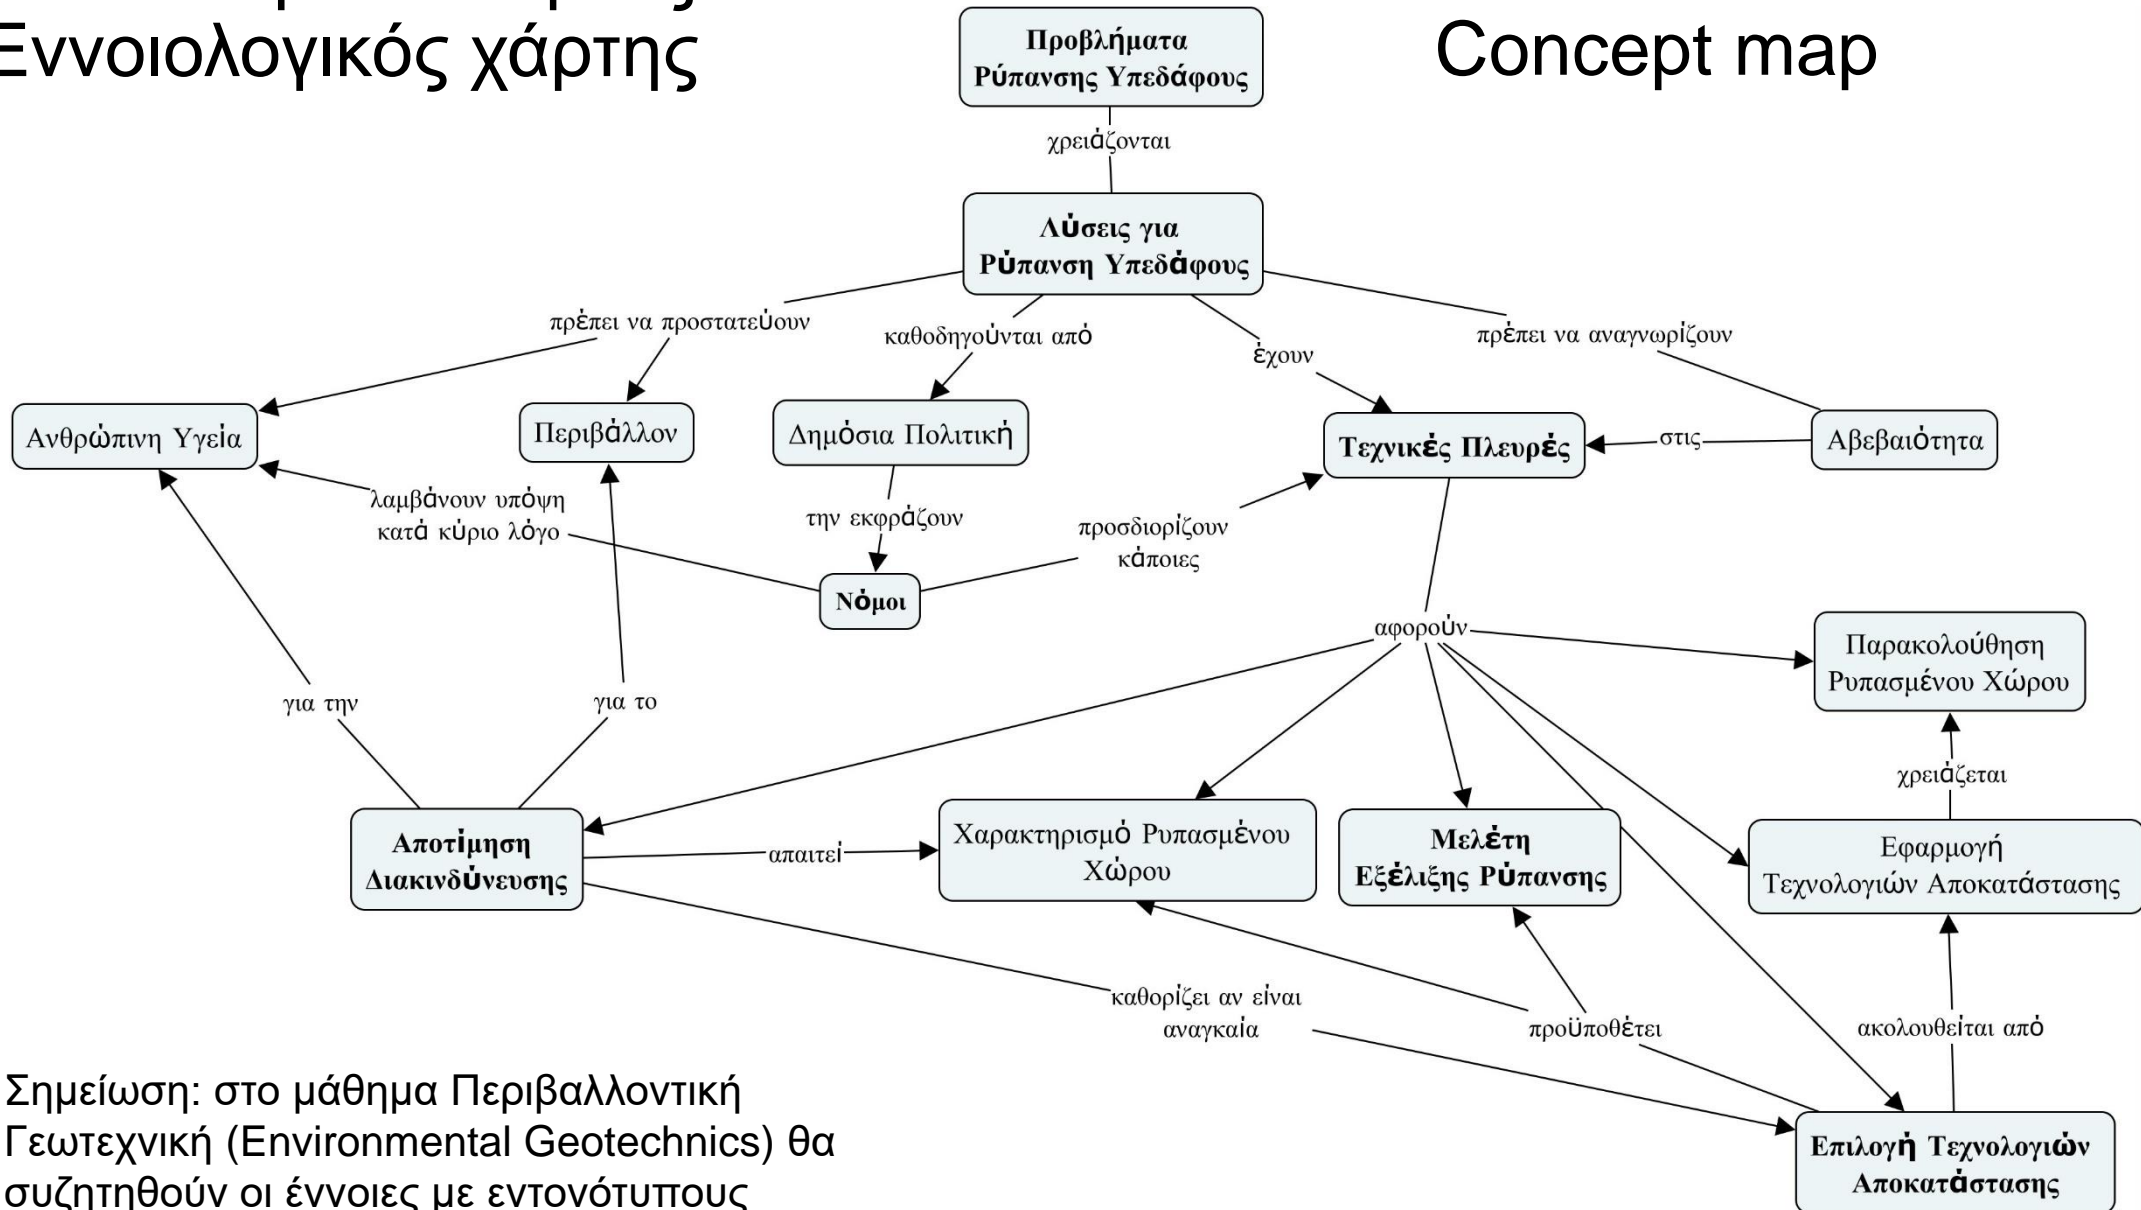 Εννοιολογικός χάρτης
Concept map
Προβλήματα
Ρύπανσης Υπεδάφους
χρειάζονται
Λύσεις για
Ρύπανση Υπεδάφους
πρέπει να προστατεύουν
καθοδηγούνται από
έχουν
πρέπει να αναγνωρίζουν
Ανθρώπινη Υγεία
Περιβάλλον
Δημόσια Πολιτική
Τεχνικές Πλευρές
στις
Αβεβαιότητα
λαμβάνουν υπόψη
κατά κύριο λόγο
την εκφράζουν
προσδιορίζουν
κάποιες
Νόμοι
αφορούν
Παρακολούθηση
Ρυπασμένου Χώρου
για την
για το
χρειάζεται
Αποτίμηση
Διακινδύνευσης
απαιτεί
Χαρακτηρισμό Ρυπασμένου
Χώρου
Μελέτη
Εξέλιξης Ρύπανσης
Εφαρμογή
Τεχνολογιών Αποκατάστασης
καθορίζει αν είναι
αναγκαία
προϋποθέτει
ακολουθείται από
Επιλογή Τεχνολογιών
Αποκατάστασης
Σημείωση: στο μάθημα Περιβαλλοντική
Γεωτεχνική (Environmental Geotechnics) θα
συζητηθούν οι έννοιες με εντονότυπους